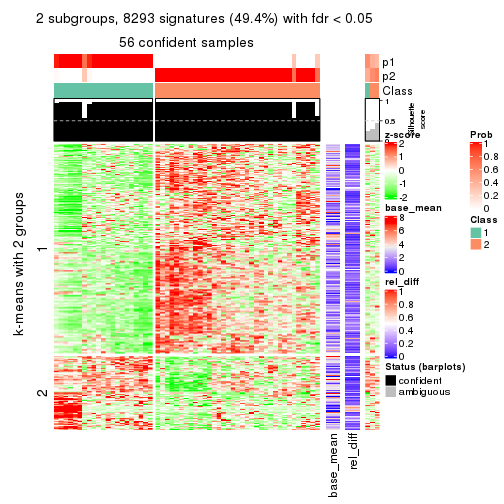 2 subgroups, 8293 signatures (49.4%) with fdr < 0.05
56 confident samples
p1
p2
Class
1
0.5
0
Silhouette
score
k-means with 2 groups
1
2
base_mean
rel_diff
z-score
2
1
0
-1
-2
base_mean
8
6
4
2
0
rel_diff
1
0.8
0.6
0.4
0.2
0
Status (barplots)
confident
ambiguous
Prob
1
0.8
0.6
0.4
0.2
0
Class
1
2